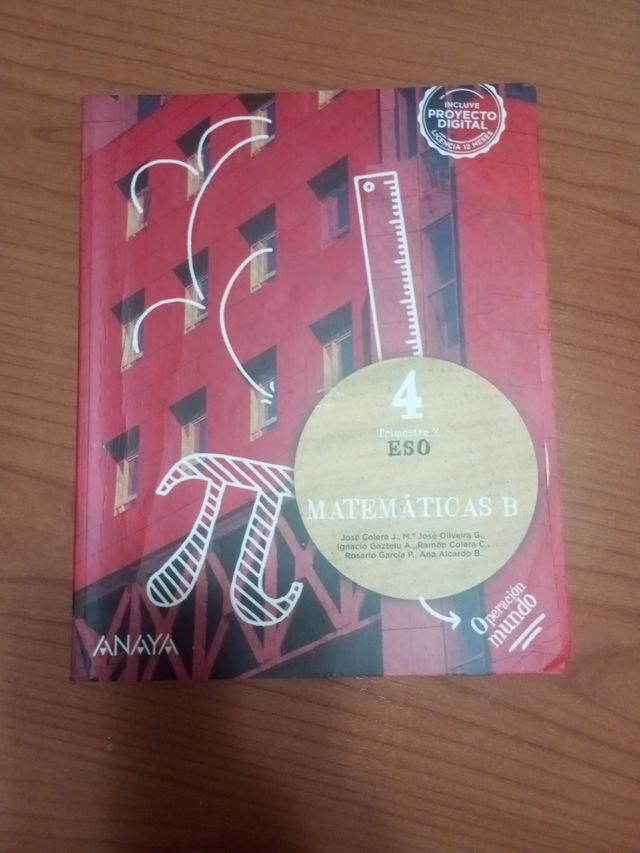 INCLUYE
PROYECTO
DIGITAL
LICENCIA 12 MESES
4
Trimestre 2
ESO
MATEMÁTICAS B
José Colera J., M.ª José Oliveira G.,
Ignacio Gaztelu A., Ramón Colera C.,
Rosario García P., Ana Aicardo B.
Operación
mundo
ANAYA